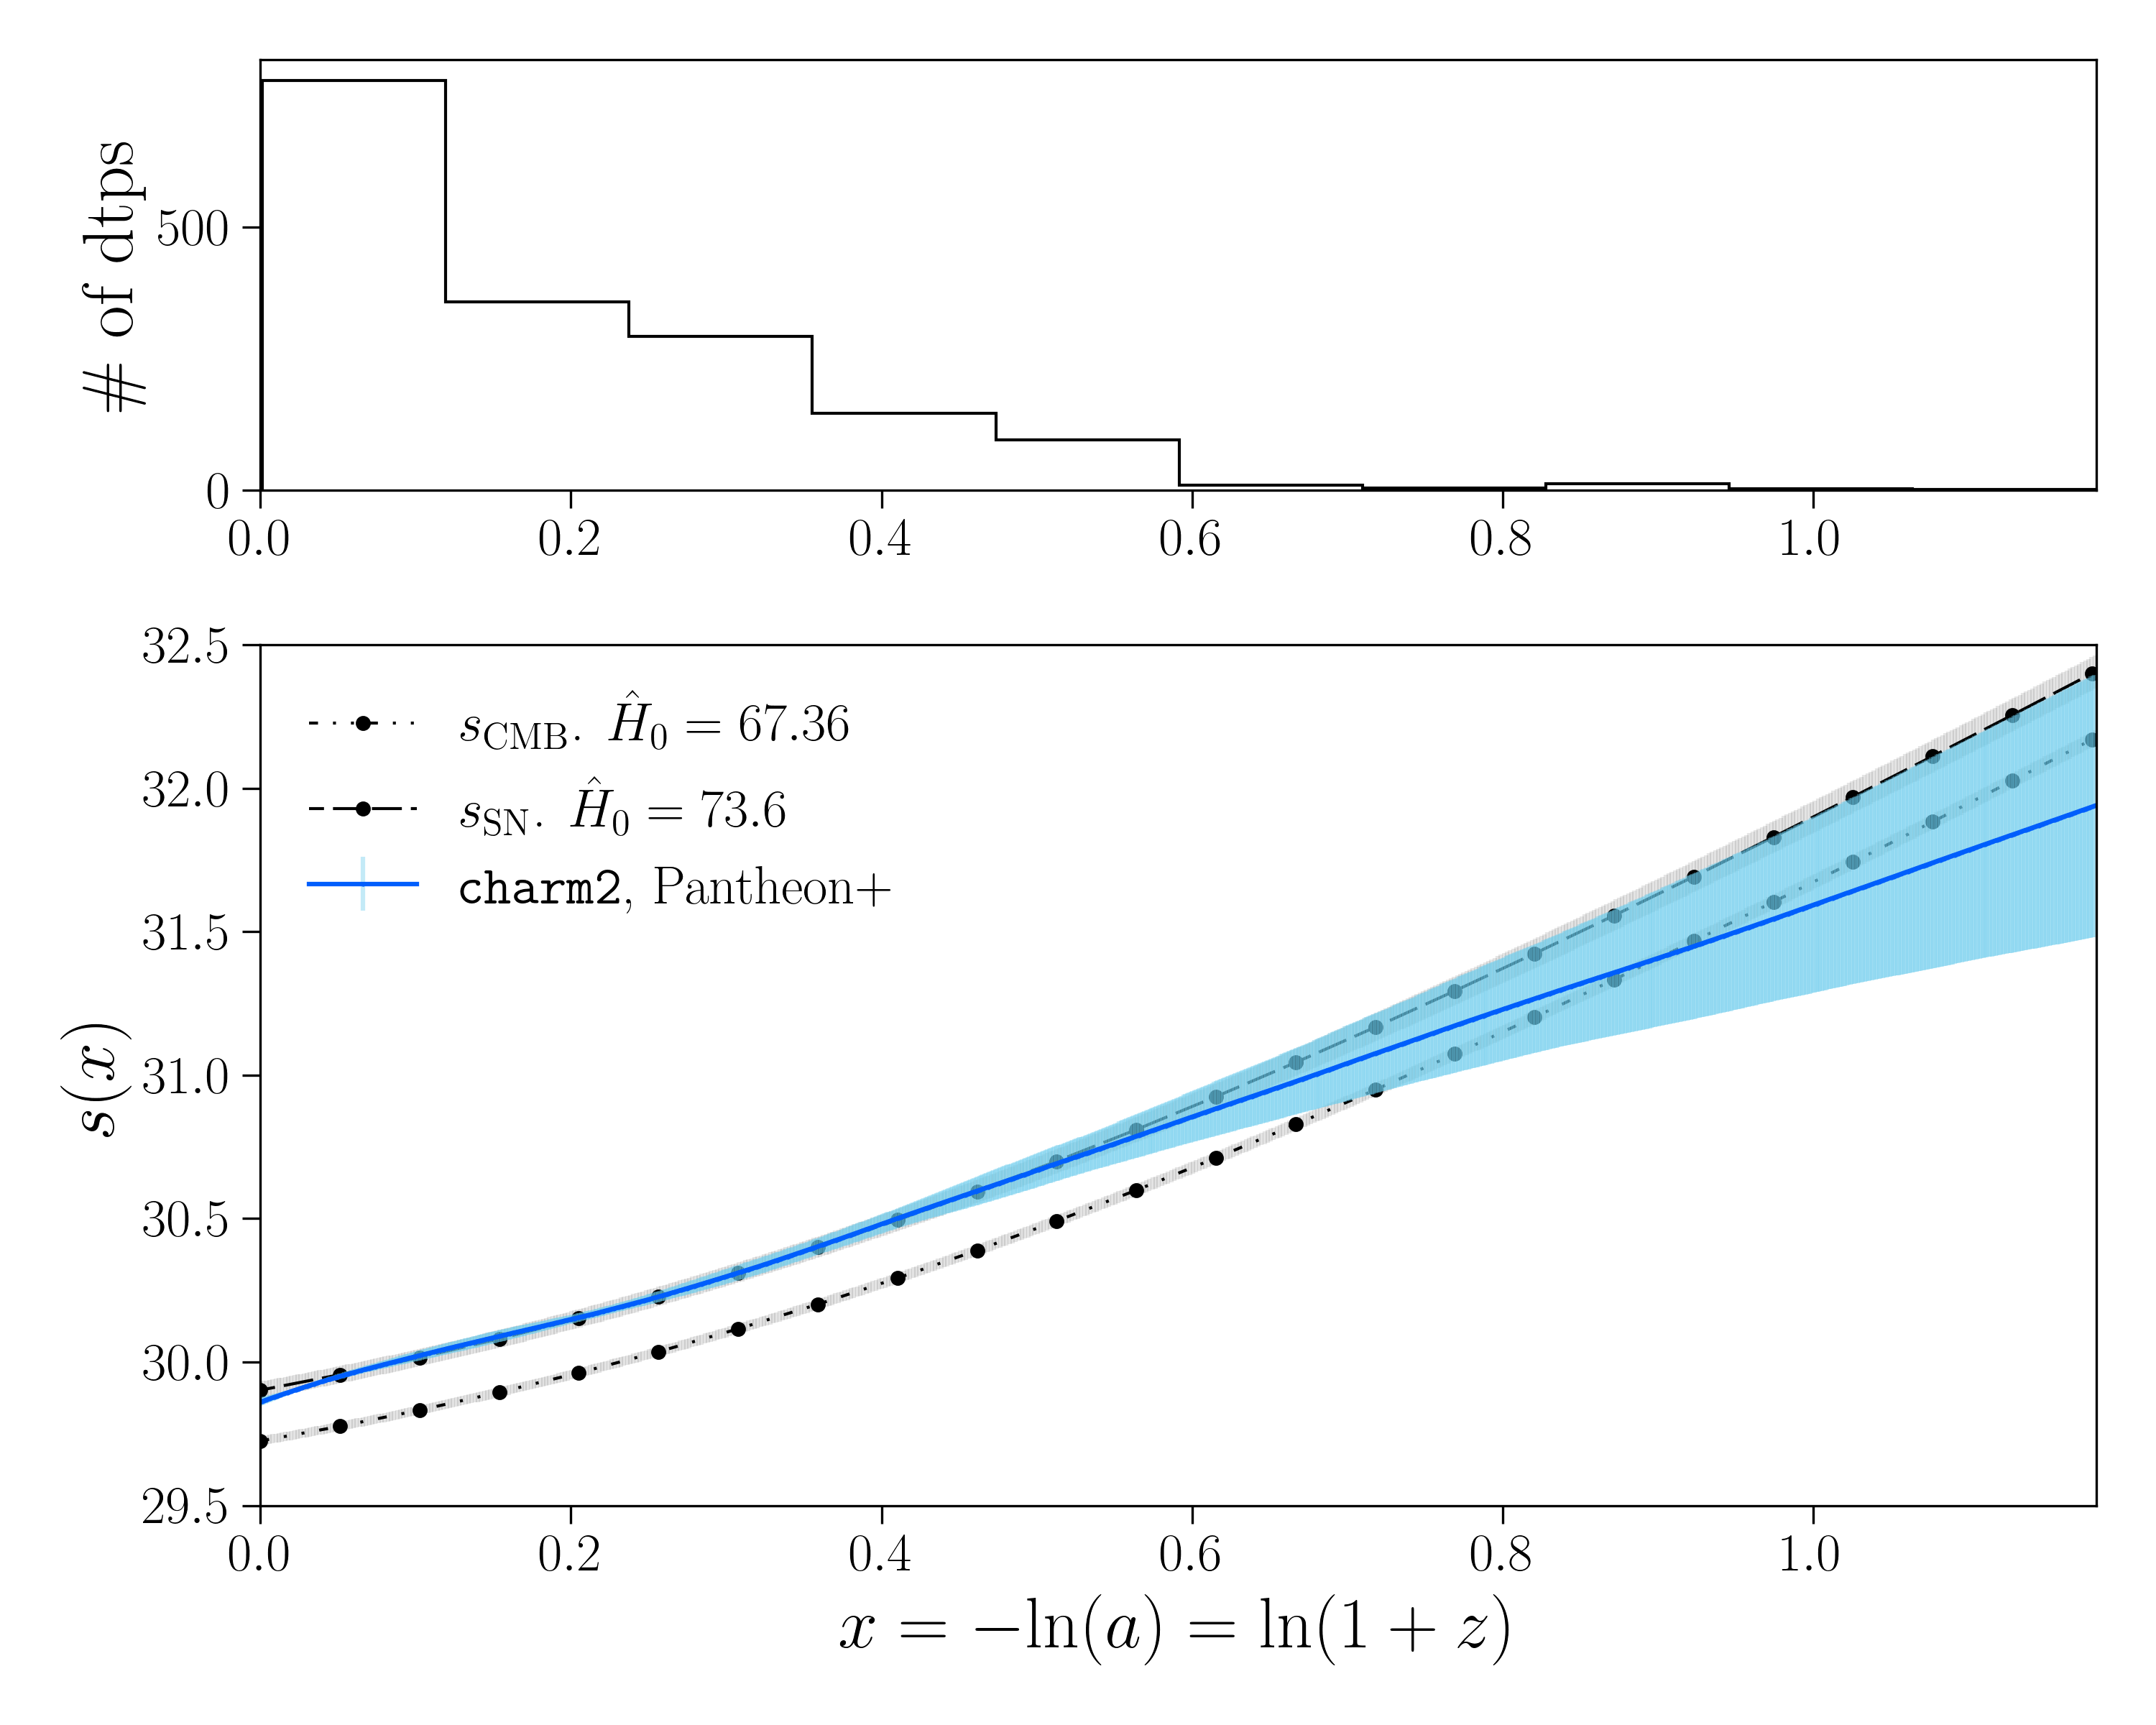 # of dtps
500
0
0.0 0.2 0.4 0.6 0.8 1.0
s(x)
32.5
32.0
31.5
31.0
30.5
30.0
29.5
s_CMB. Ĥ_0 = 67.36
s_SN. Ĥ_0 = 73.6
charm2, Pantheon+
0.0 0.2 0.4 0.6 0.8 1.0
x = −ln(a) = ln(1 + z)